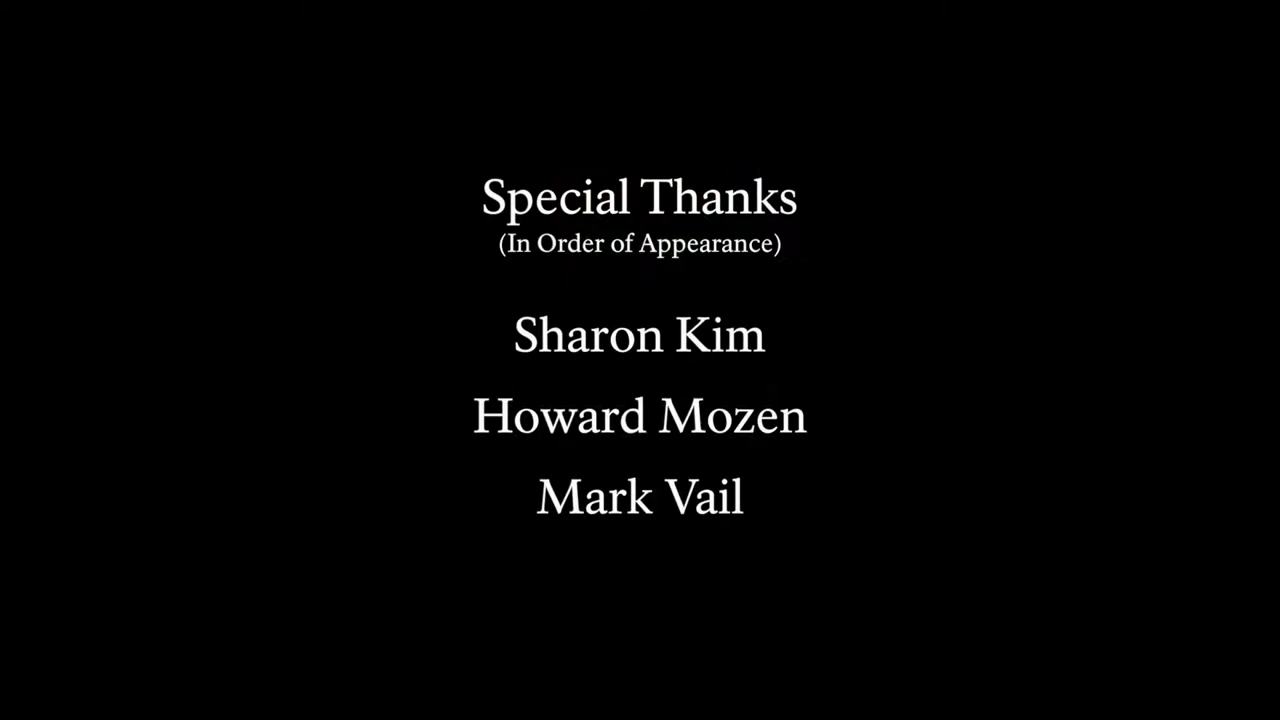 Special Thanks
(In Order of Appearance)
Sharon Kim
Howard Mozen
Mark Vail